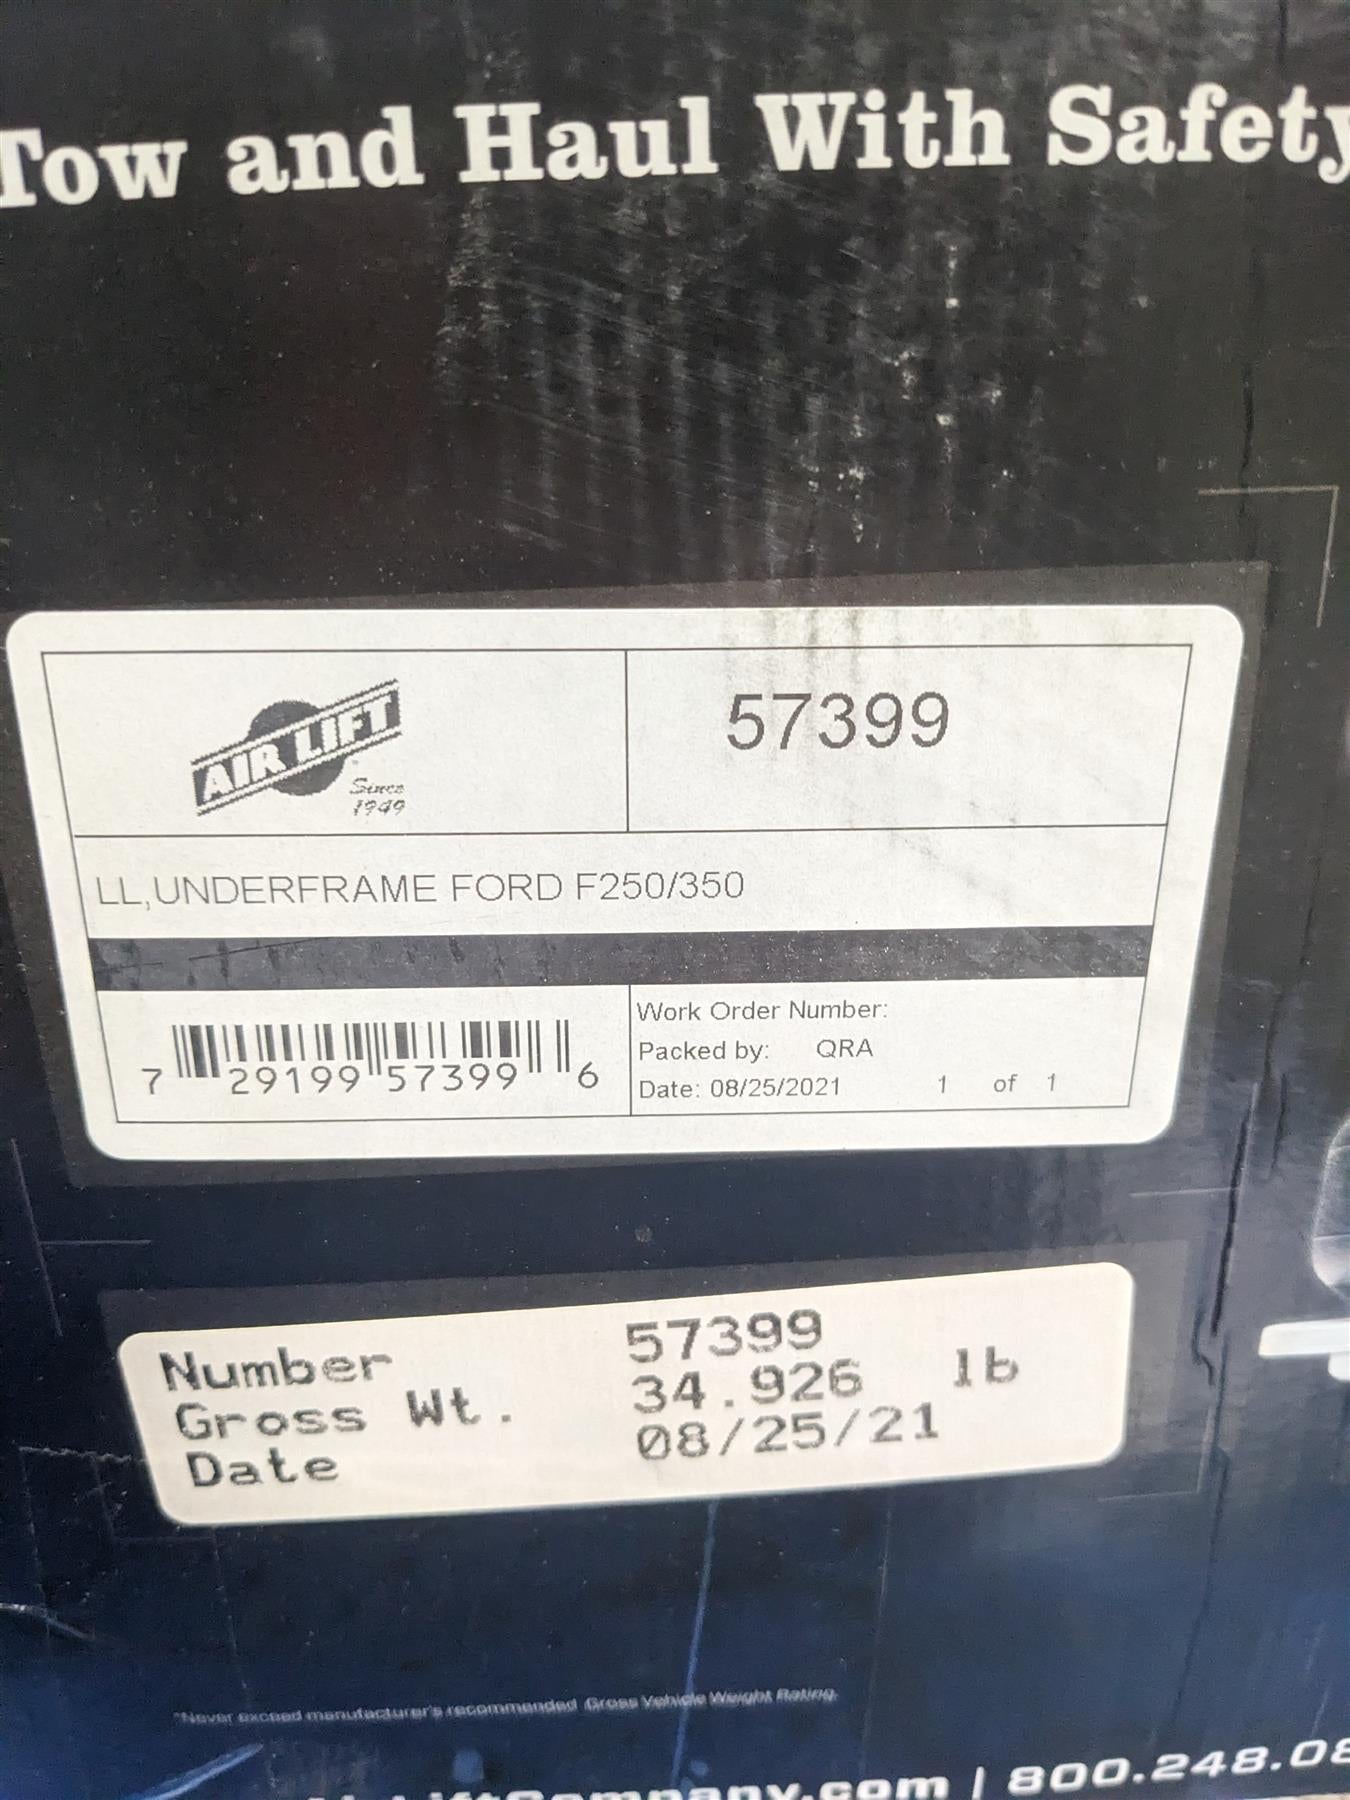 Tow and Haul With Safety
AIR LIFT
Since
1949
57399
LL,UNDERFRAME FORD F250/350
7 29199 57399 6
Work Order Number:
Packed by: QRA
Date: 08/25/2021 1 of 1
Number 57399
Gross Wt. 34.926 lb
Date 08/25/21
*Never exceed manufacturer's recommended Gross Vehicle Weight Rating.
AirLiftCompany.com | 800.248.08